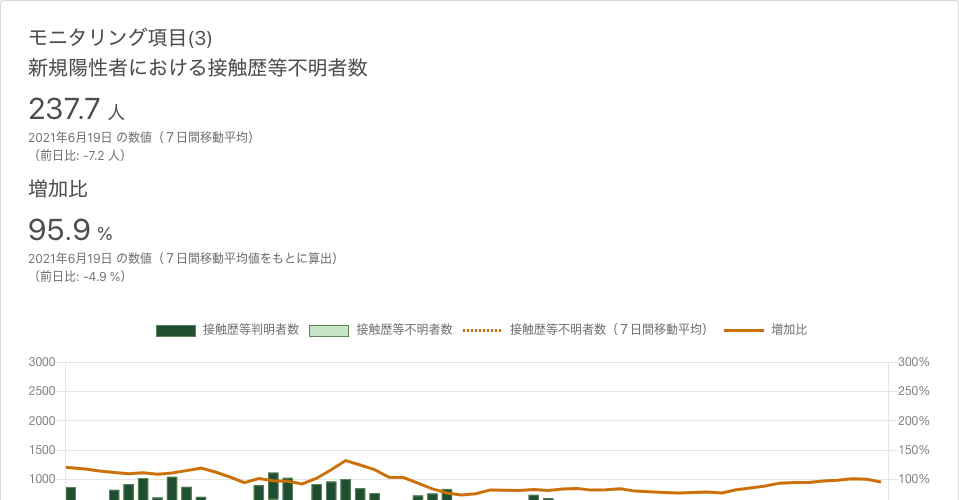 モニタリング項目(3)
新規陽性者における接触歴等不明者数
237.7 人
2021年6月19日 の数値（７日間移動平均）
（前日比: -7.2 人）
増加比
95.9 %
2021年6月19日 の数値（７日間移動平均値をもとに算出）
（前日比: -4.9 %）
接触歴等判明者数 接触歴等不明者数 接触歴等不明者数（７日間移動平均） 増加比
3000 300%
2500 250%
2000 200%
1500 150%
1000 100%